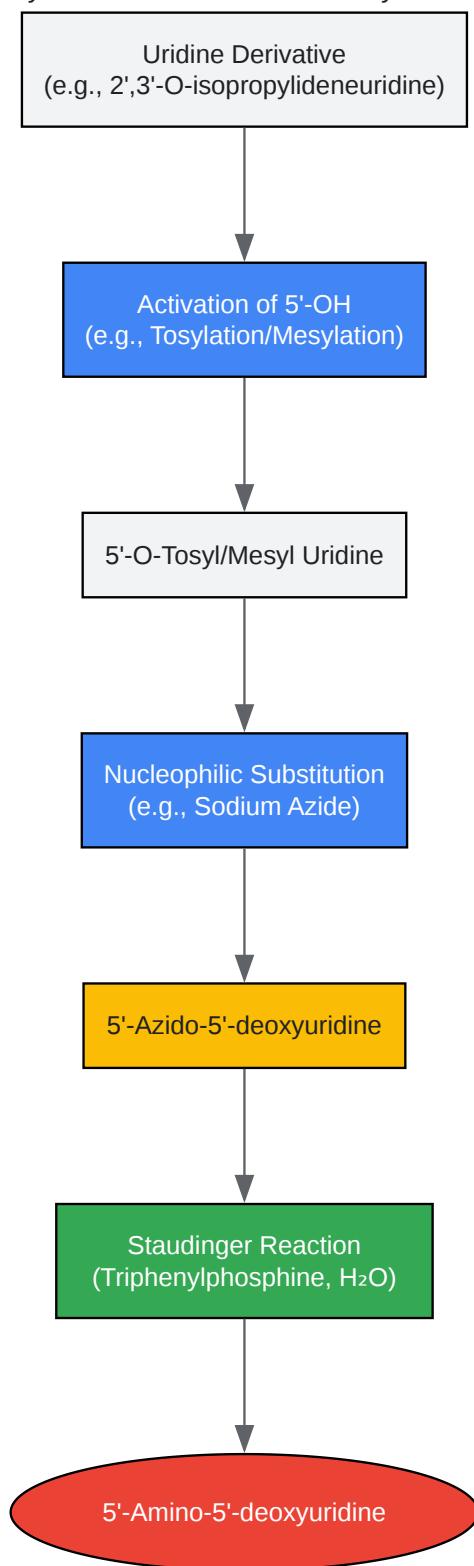 Uridine Derivative
(e.g., 2',3'-O-isopropylideneuridine)
Activation of 5'-OH
(e.g., Tosylation/Mesylation)
5'-O-Tosyl/Mesyl Uridine
Nucleophilic Substitution
(e.g., Sodium Azide)
5'-Azido-5'-deoxyuridine
Staudinger Reaction
(Triphenylphosphine, H₂O)
5'-Amino-5'-deoxyuridine